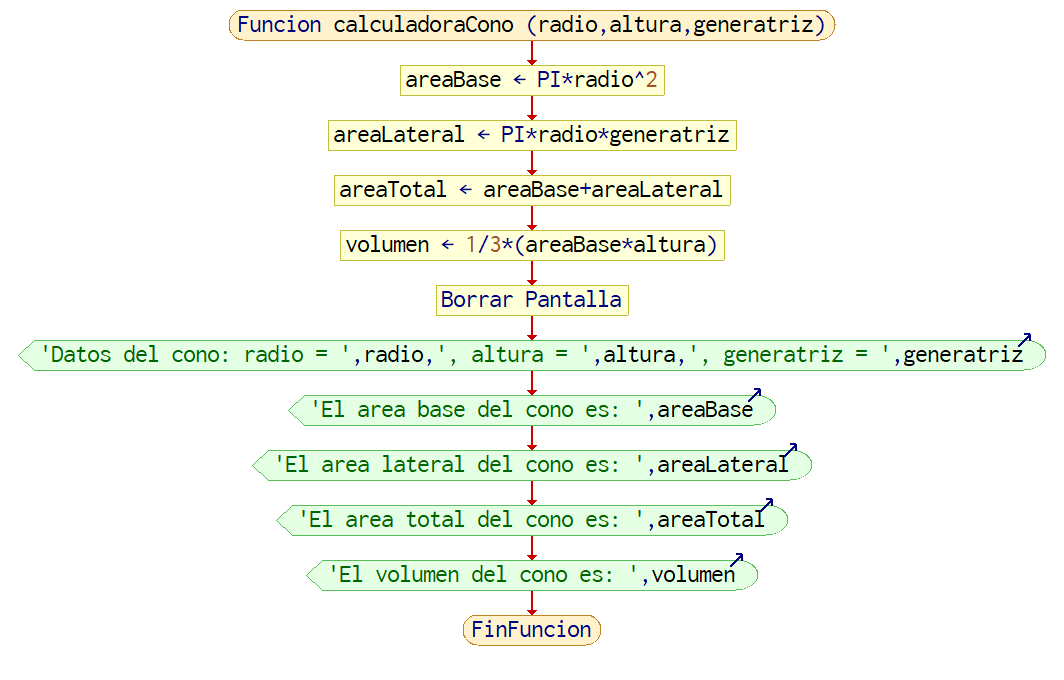 Funcion calculadoraCono (radio,altura,generatriz)
areaBase ← PI*radio^2
areaLateral ← PI*radio*generatriz
areaTotal ← areaBase+areaLateral
volumen ← 1/3*(areaBase*altura)
Borrar Pantalla
'Datos del cono: radio = ',radio,', altura = ',altura,', generatriz = ',generatriz
'El area base del cono es: ',areaBase
'El area lateral del cono es: ',areaLateral
'El area total del cono es: ',areaTotal
'El volumen del cono es: ',volumen
FinFuncion